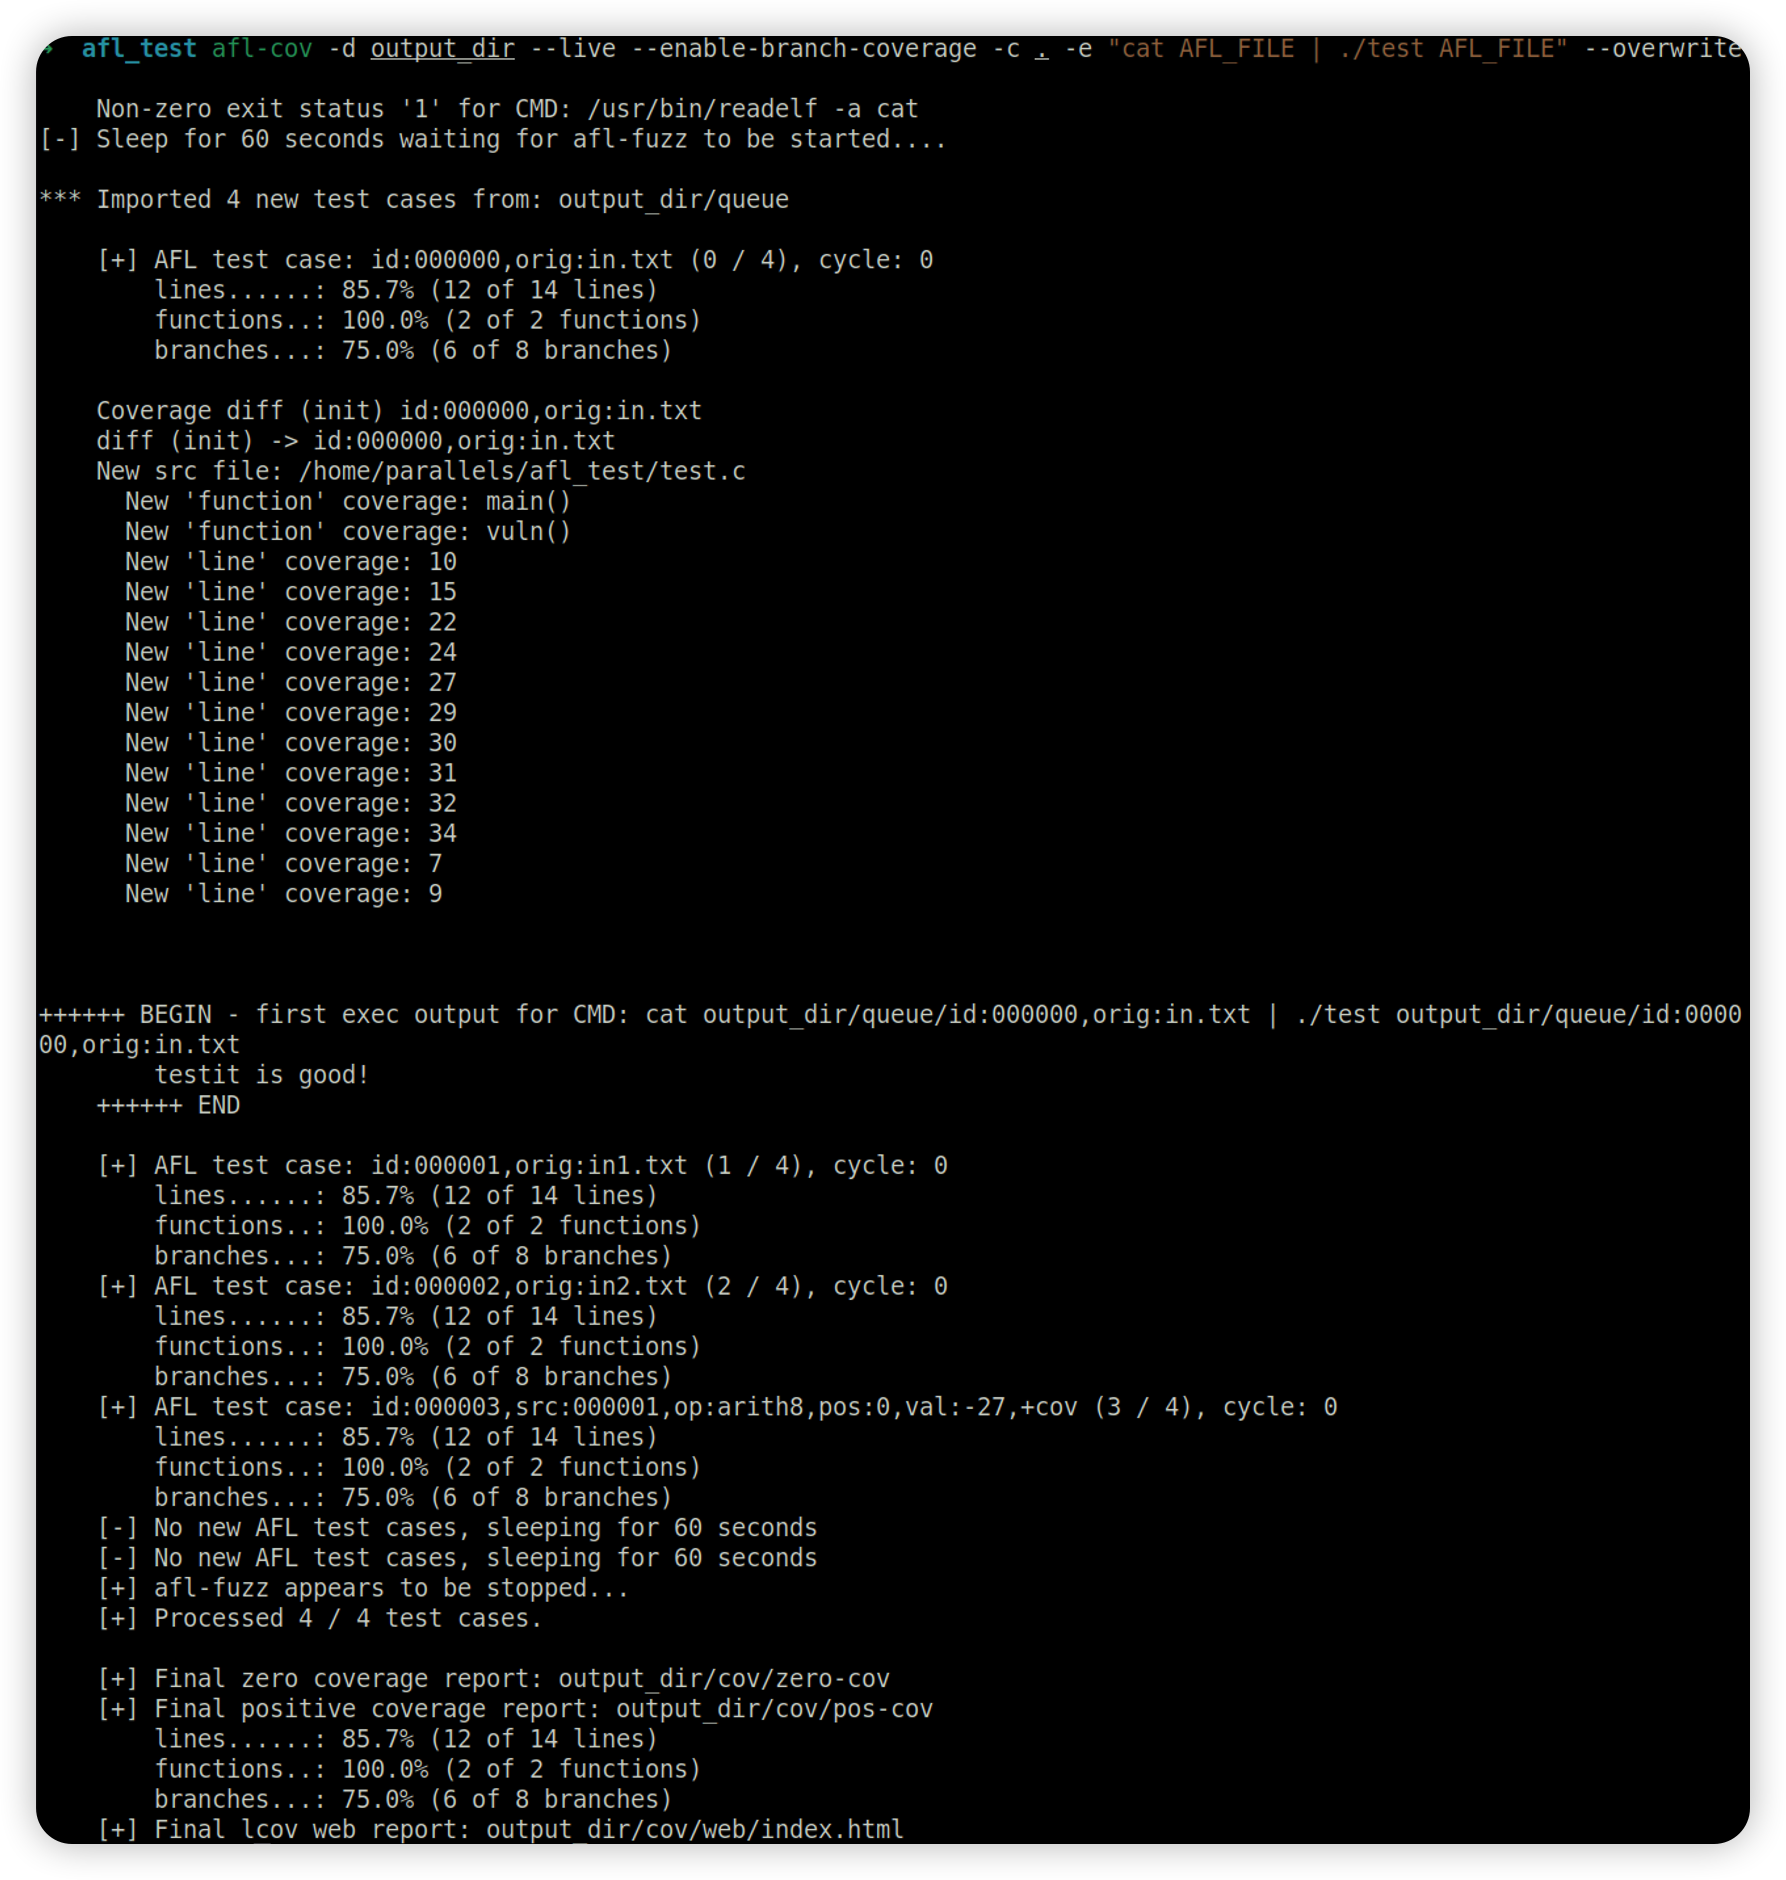 ➜  afl_test afl-cov -d output_dir --live --enable-branch-coverage -c . -e "cat AFL_FILE | ./test AFL_FILE" --overwrite
Non-zero exit status '1' for CMD: /usr/bin/readelf -a cat
[-] Sleep for 60 seconds waiting for afl-fuzz to be started....
*** Imported 4 new test cases from: output_dir/queue
[+] AFL test case: id:000000,orig:in.txt (0 / 4), cycle: 0
lines......: 85.7% (12 of 14 lines)
functions..: 100.0% (2 of 2 functions)
branches...: 75.0% (6 of 8 branches)
Coverage diff (init) id:000000,orig:in.txt
diff (init) -> id:000000,orig:in.txt
New src file: /home/parallels/afl_test/test.c
New 'function' coverage: main()
New 'function' coverage: vuln()
New 'line' coverage: 10
New 'line' coverage: 15
New 'line' coverage: 22
New 'line' coverage: 24
New 'line' coverage: 27
New 'line' coverage: 29
New 'line' coverage: 30
New 'line' coverage: 31
New 'line' coverage: 32
New 'line' coverage: 34
New 'line' coverage: 7
New 'line' coverage: 9
++++++ BEGIN - first exec output for CMD: cat output_dir/queue/id:000000,orig:in.txt | ./test output_dir/queue/id:0000
00,orig:in.txt
testit is good!
++++++ END
[+] AFL test case: id:000001,orig:in1.txt (1 / 4), cycle: 0
lines......: 85.7% (12 of 14 lines)
functions..: 100.0% (2 of 2 functions)
branches...: 75.0% (6 of 8 branches)
[+] AFL test case: id:000002,orig:in2.txt (2 / 4), cycle: 0
lines......: 85.7% (12 of 14 lines)
functions..: 100.0% (2 of 2 functions)
branches...: 75.0% (6 of 8 branches)
[+] AFL test case: id:000003,src:000001,op:arith8,pos:0,val:-27,+cov (3 / 4), cycle: 0
lines......: 85.7% (12 of 14 lines)
functions..: 100.0% (2 of 2 functions)
branches...: 75.0% (6 of 8 branches)
[-] No new AFL test cases, sleeping for 60 seconds
[-] No new AFL test cases, sleeping for 60 seconds
[+] afl-fuzz appears to be stopped...
[+] Processed 4 / 4 test cases.
[+] Final zero coverage report: output_dir/cov/zero-cov
[+] Final positive coverage report: output_dir/cov/pos-cov
lines......: 85.7% (12 of 14 lines)
functions..: 100.0% (2 of 2 functions)
branches...: 75.0% (6 of 8 branches)
[+] Final lcov web report: output_dir/cov/web/index.html